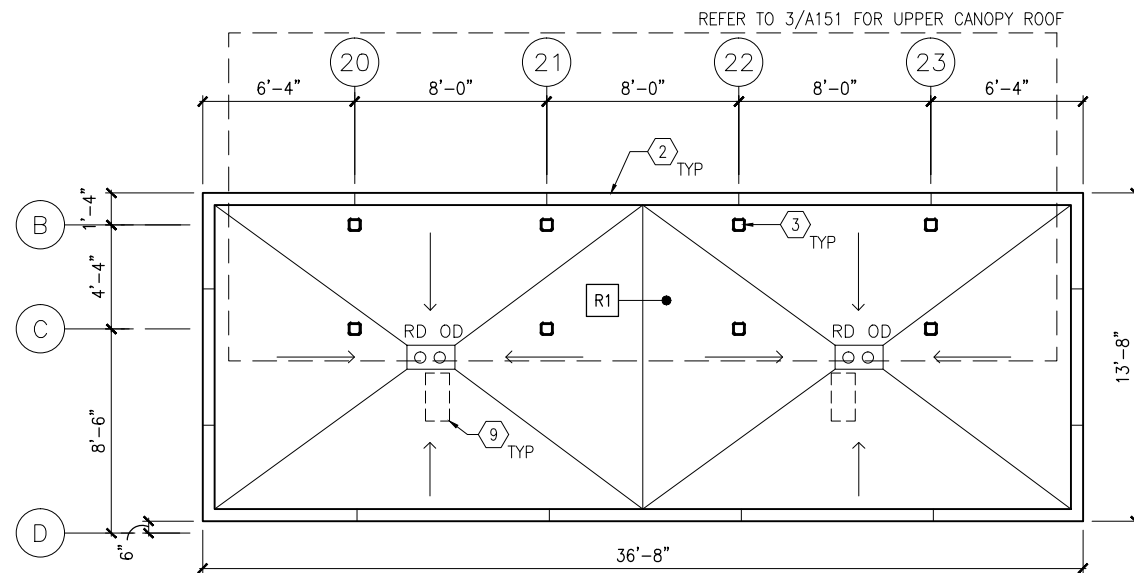 REFER TO 3/A151 FOR UPPER CANOPY ROOF
20 21 22 23
6'-4" 8'-0" 8'-0" 8'-0" 6'-4"
2
TYP
1'-4"
B
3
TYP
4'-4"
R1
C
RD OD RD OD
13'-8"
8'-6"
9
TYP
D
6"
36'-8"